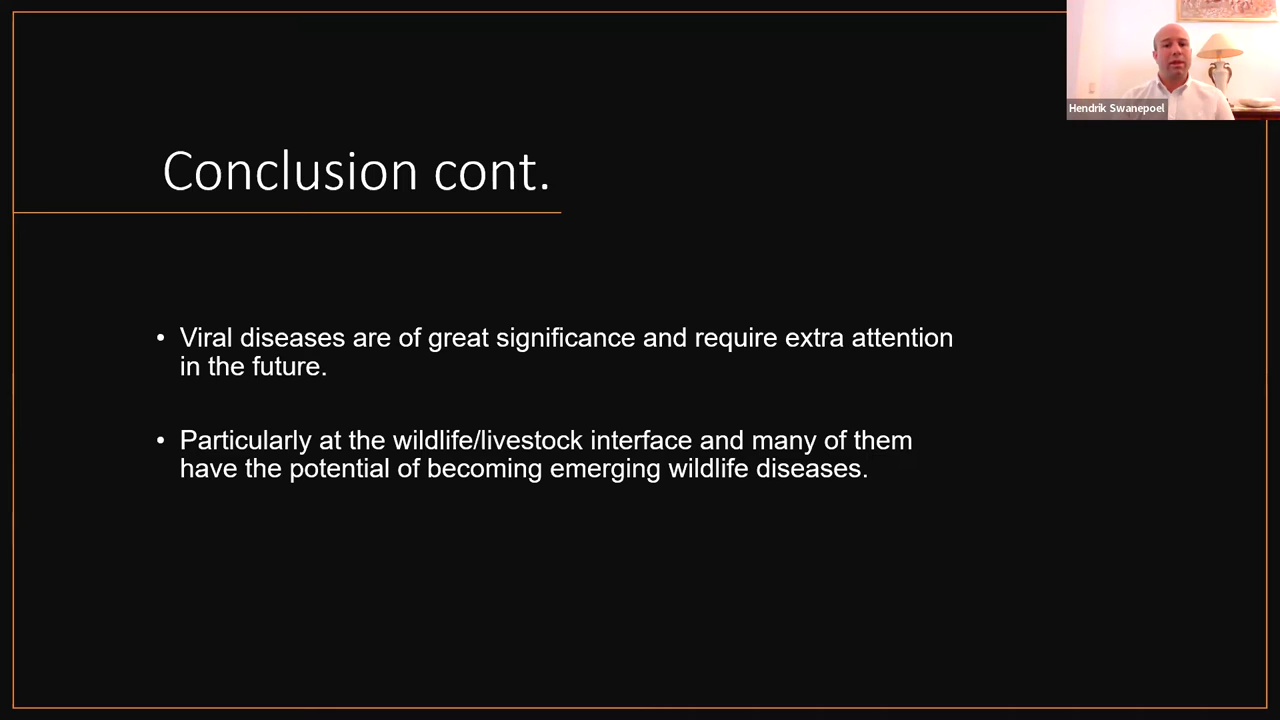 Hendrik Swanepoel
Conclusion cont.
• Viral diseases are of great significance and require extra attention
in the future.
• Particularly at the wildlife/livestock interface and many of them
have the potential of becoming emerging wildlife diseases.